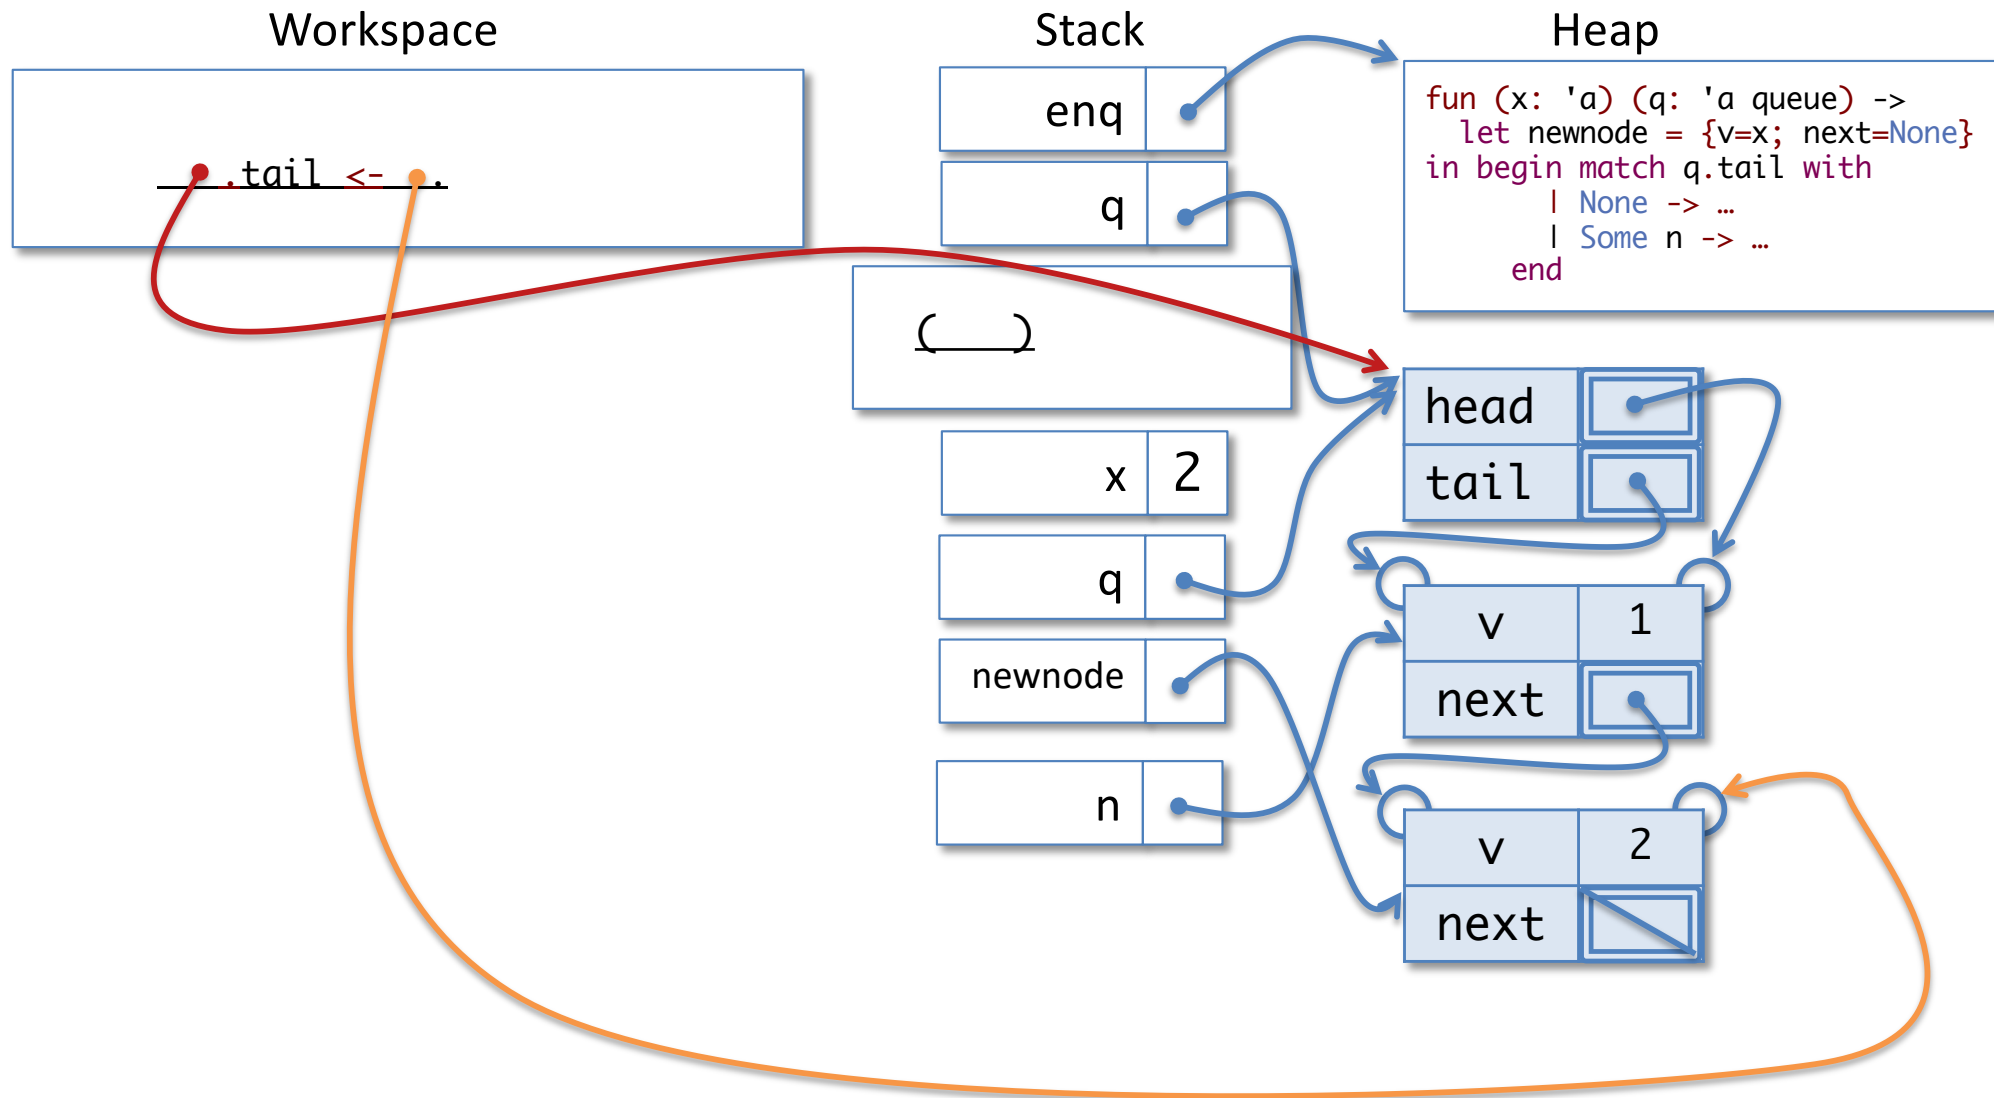 Workspace
Stack
Heap
.tail <- .
enq
q
( )
x 2
q
newnode
n
fun (x: 'a) (q: 'a queue) ->
let newnode = {v=x; next=None}
in begin match q.tail with
| None -> …
| Some n -> …
end
head
tail
v 1
next
v 2
next